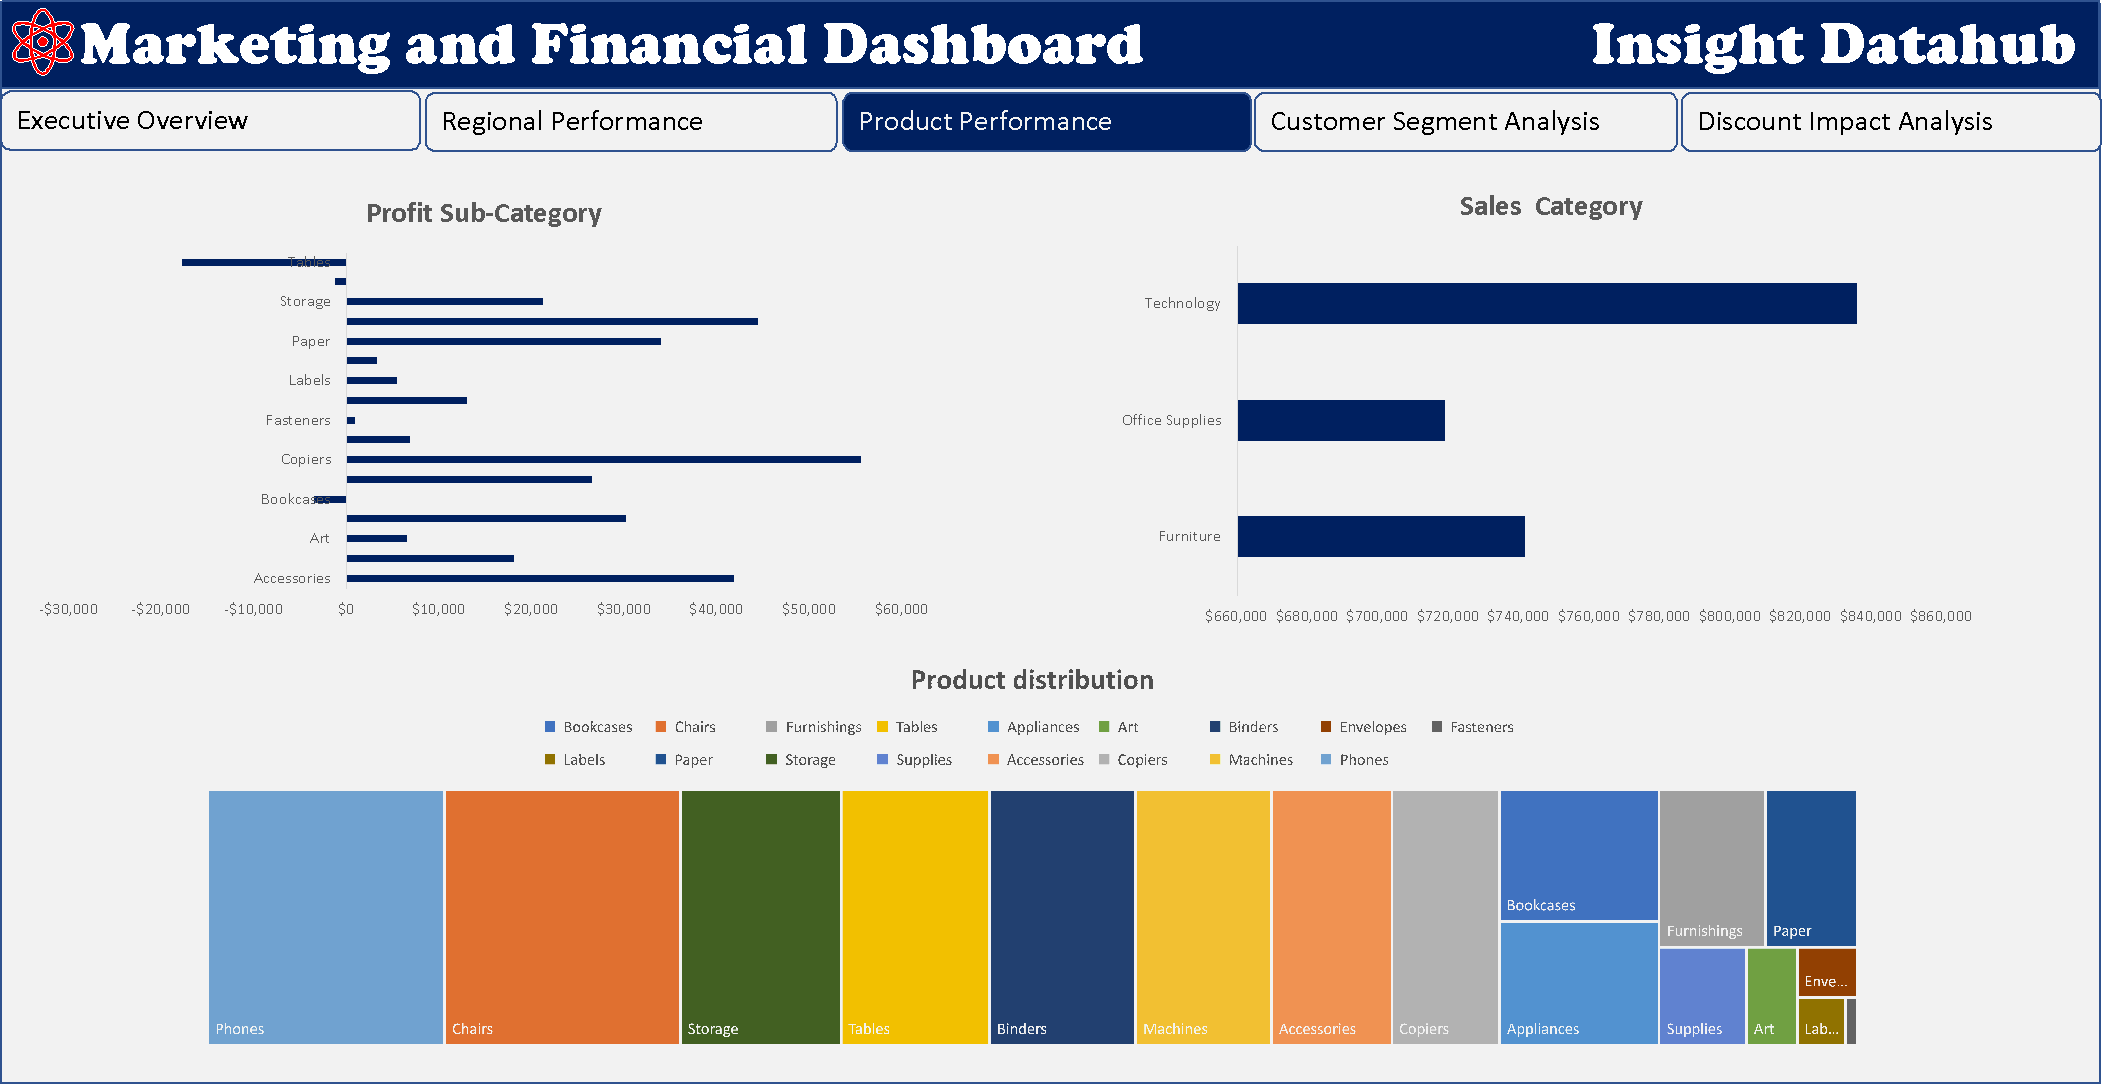 Marketing and Financial Dashboard
Insight Datahub
Executive Overview
Regional Performance
Product Performance
Customer Segment Analysis
Discount Impact Analysis
Profit Sub-Category
Tables
Storage
Paper
Labels
Fasteners
Copiers
Bookcases
Art
Accessories
-$30,000 -$20,000 -$10,000 $0 $10,000 $20,000 $30,000 $40,000 $50,000 $60,000
Sales Category
Technology
Office Supplies
Furniture
$660,000 $680,000 $700,000 $720,000 $740,000 $760,000 $780,000 $800,000 $820,000 $840,000 $860,000
Product distribution
Bookcases Chairs Furnishings Tables Appliances Art Binders Envelopes Fasteners
Labels Paper Storage Supplies Accessories Copiers Machines Phones
Bookcases
Furnishings Paper
Enve...
Phones Chairs Storage Tables Binders Machines Accessories Copiers Appliances Supplies Art Lab...